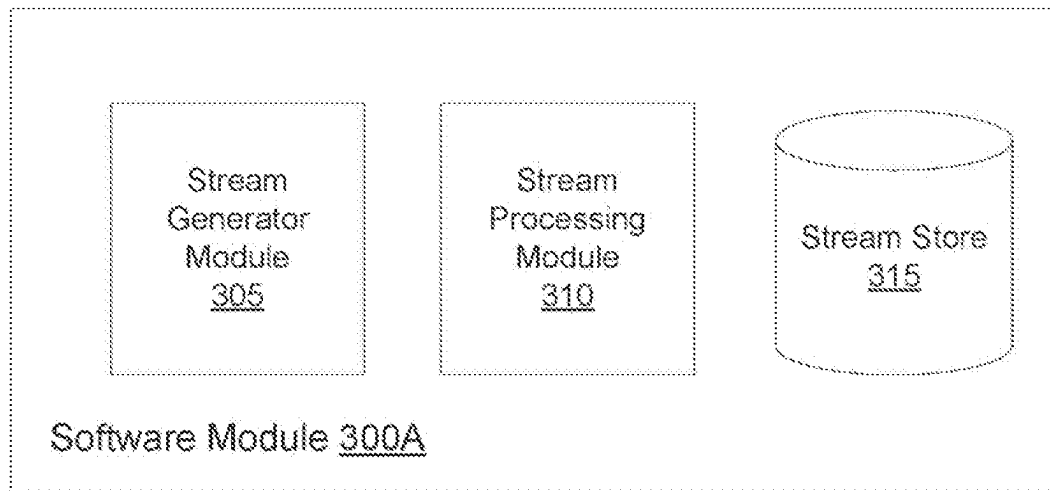 Stream
Generator
Module
305
Stream
Processing
Module
310
Stream Store
315
Software Module 300A